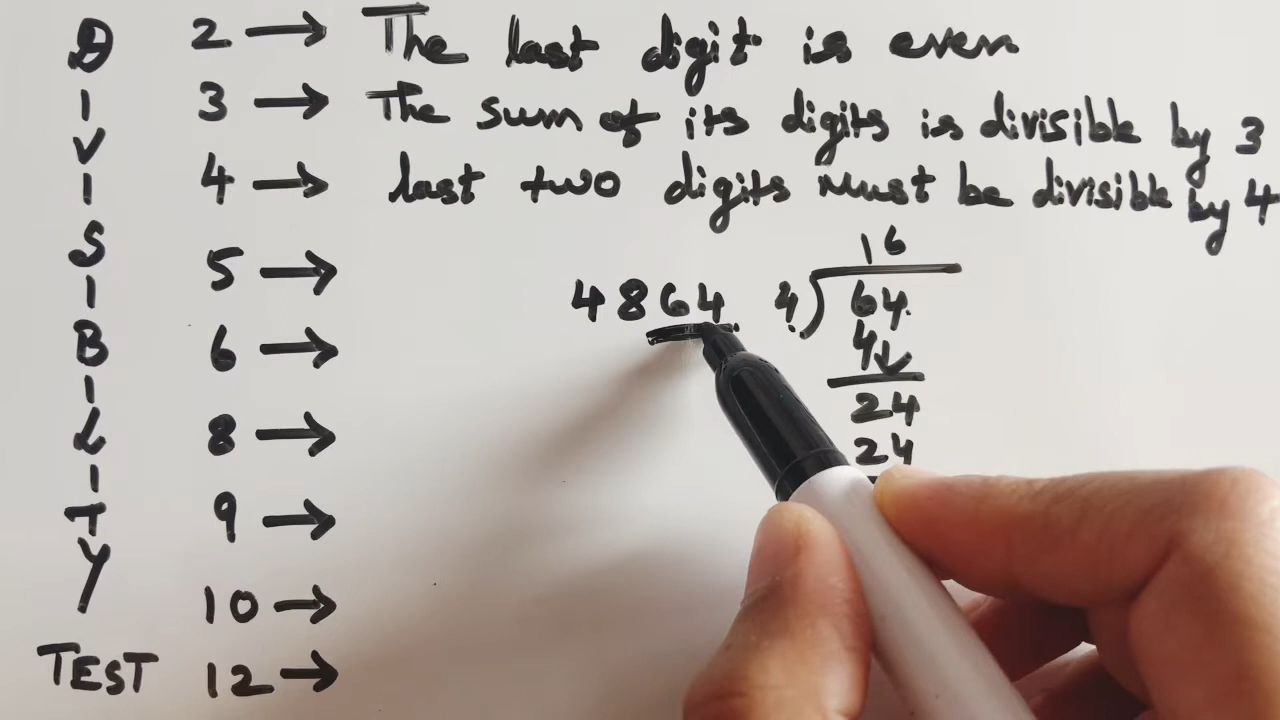 DIVISIBILITY
TEST
2 → The last digit is even
3 → The sum of its digits is divisible by 3
4 → last two digits must be divisible by 4
5 →
6 →
8 →
9 →
10 →
12 →
16
4864 4)64
4↓
24
24